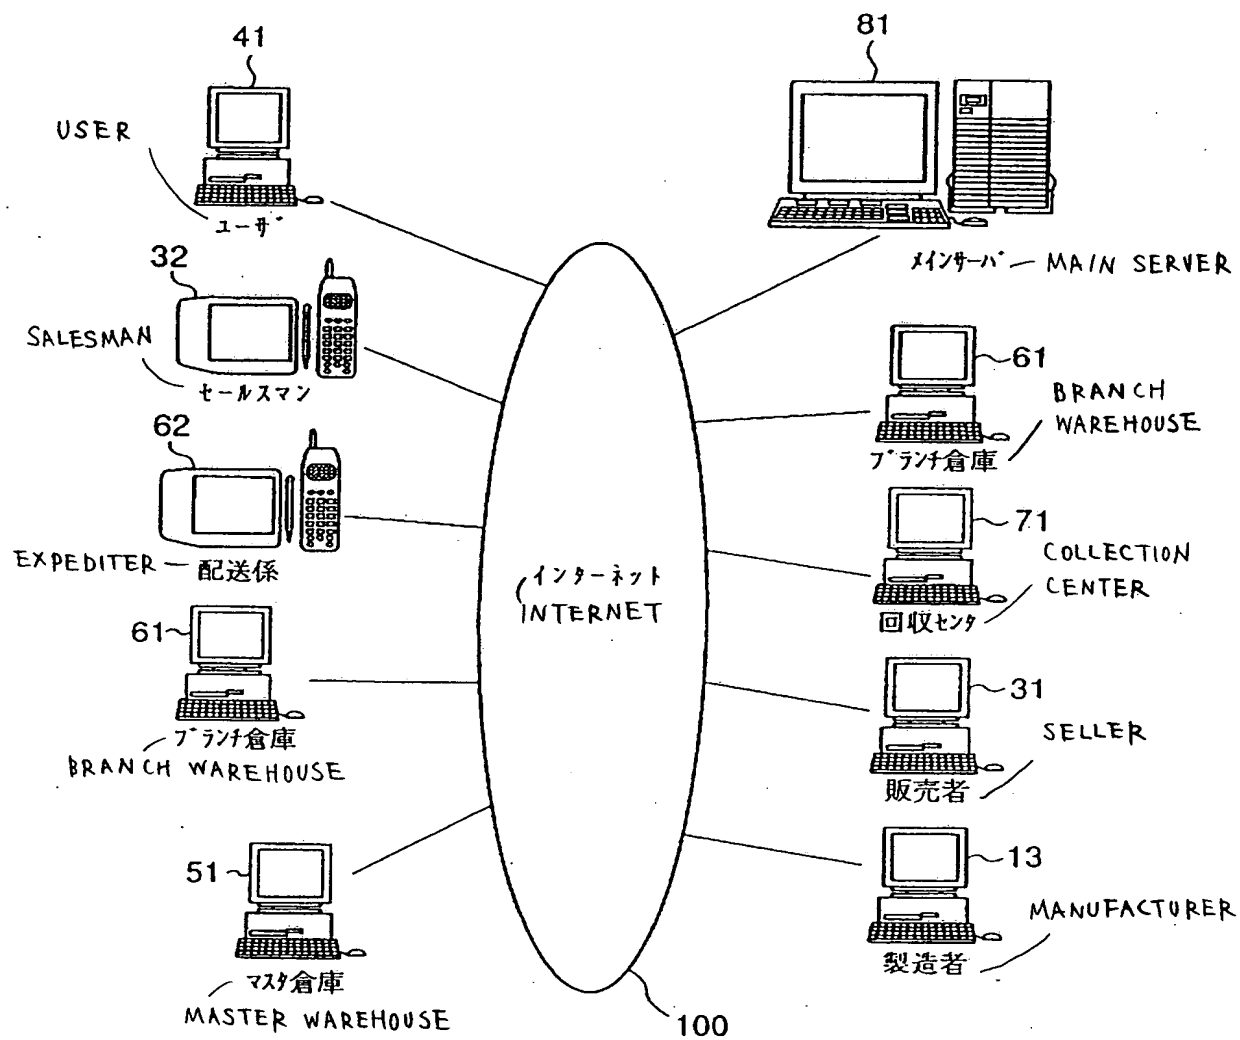 41
USER
ユーザ
32
SALESMAN
セールスマン
62
EXPEDITER
配送係
61
ブランチ倉庫
BRANCH WAREHOUSE
51
マスタ倉庫
MASTER WAREHOUSE
インターネット
INTERNET
100
81
メインサーバ
MAIN SERVER
61
BRANCH
WAREHOUSE
ブランチ倉庫
71
COLLECTION
CENTER
回収センタ
31
SELLER
販売者
13
MANUFACTURER
製造者